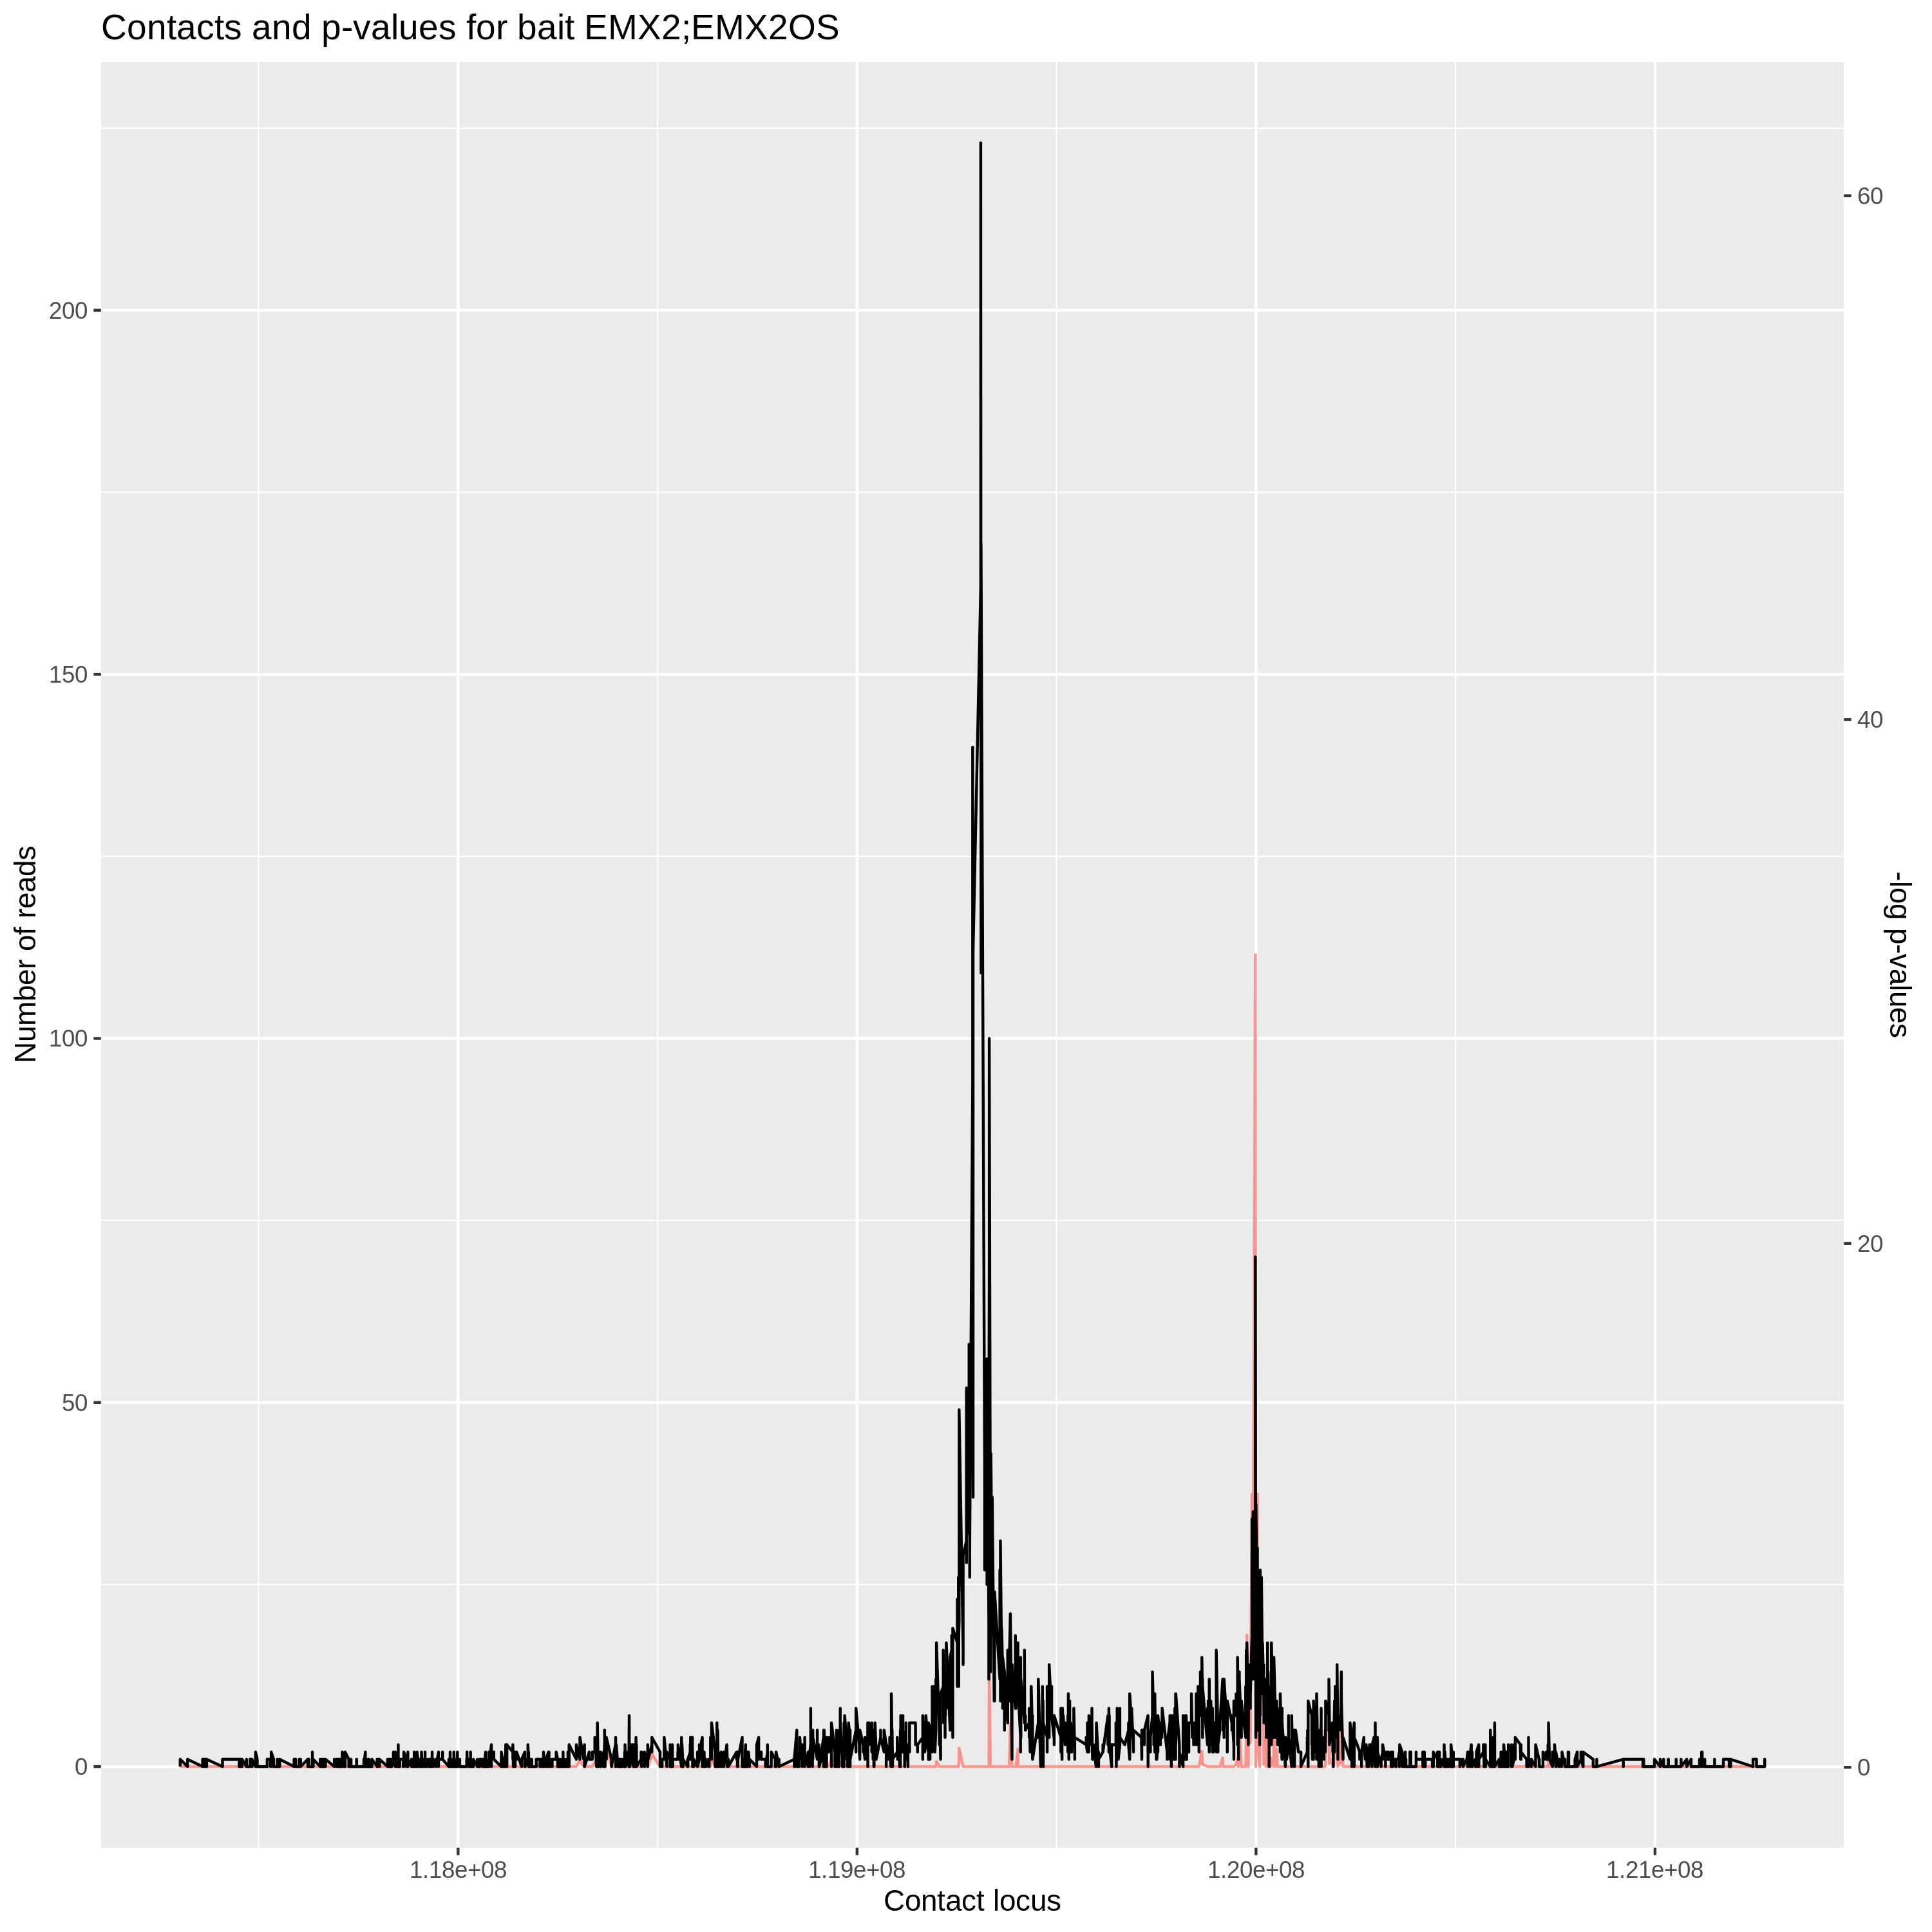 Contacts and p-values for bait EMX2;EMX2OS
Number of reads
200
150
100
50
0
60
40
20
0
-log p-values
1.18e+08 1.19e+08 1.20e+08 1.21e+08
Contact locus